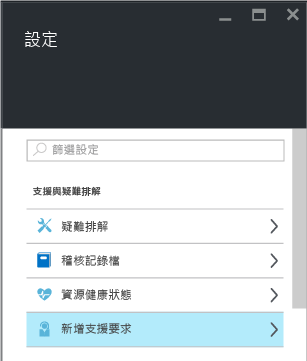 設定
篩選設定
支援與疑難排解
疑難排解
稽核記錄檔
資源健康狀態
新增支援要求